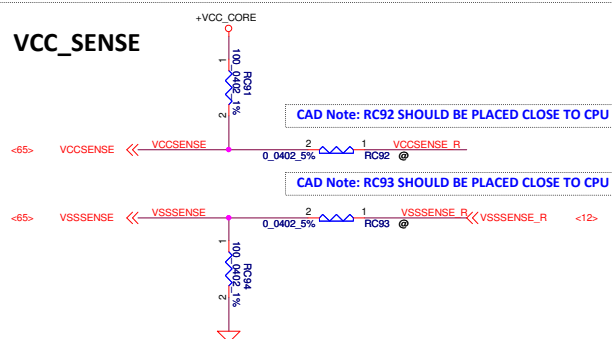 +VCC_CORE
VCC_SENSE
1
100_0402_1%
RC91
2
CAD Note: RC92 SHOULD BE PLACED CLOSE TO CPU
<65> VCCSENSE VCCSENSE 2 1 VCCSENSE_R
0_0402_5% RC92 @
CAD Note: RC93 SHOULD BE PLACED CLOSE TO CPU
<65> VSSSENSE VSSSENSE 2 1 VSSSENSE_R VSSSENSE_R <12>
0_0402_5% RC93 @
1
100_0402_1%
RC94
2